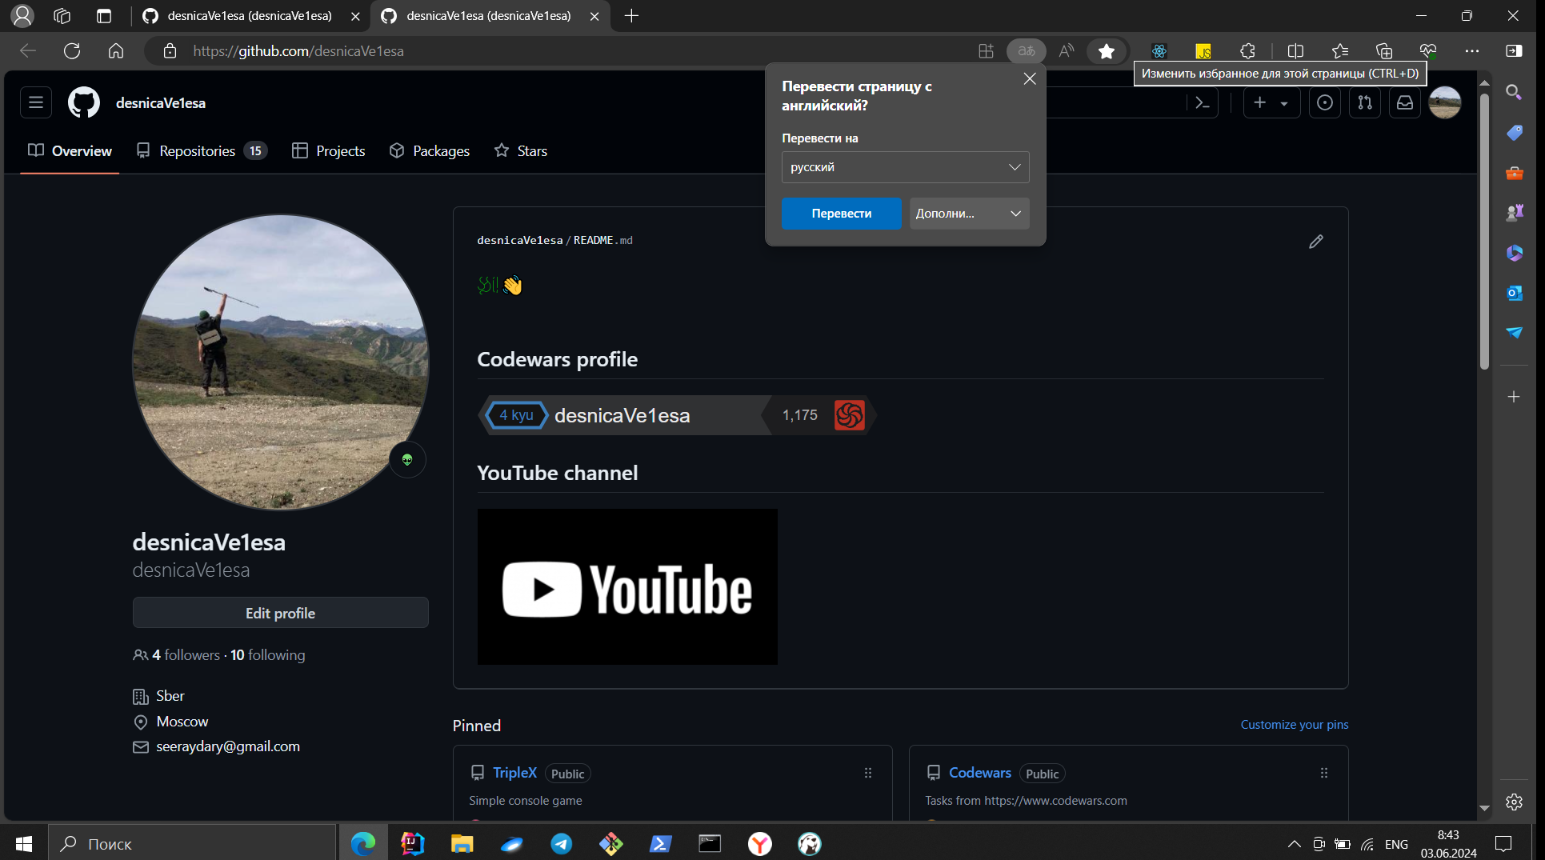 desnicaVe1esa (desnicaVe1esa)
desnicaVe1esa (desnicaVe1esa)
https://github.com/desnicaVe1esa
Изменить избранное для этой страницы (CTRL+D)
Перевести страницу с
английский?
Перевести на
русский
Перевести
Дополни...
desnicaVe1esa
Overview
Repositories 15
Projects
Packages
Stars
desnicaVe1esa/README.md
Codewars profile
4 kyu desnicaVe1esa 1,175
YouTube channel
YouTube
desnicaVe1esa
desnicaVe1esa
Edit profile
4 followers · 10 following
Sber
Moscow
seeraydary@gmail.com
Pinned
Customize your pins
TripleX Public
Simple console game
Codewars Public
Tasks from https://www.codewars.com
Поиск
ENG
8:43
03.06.2024